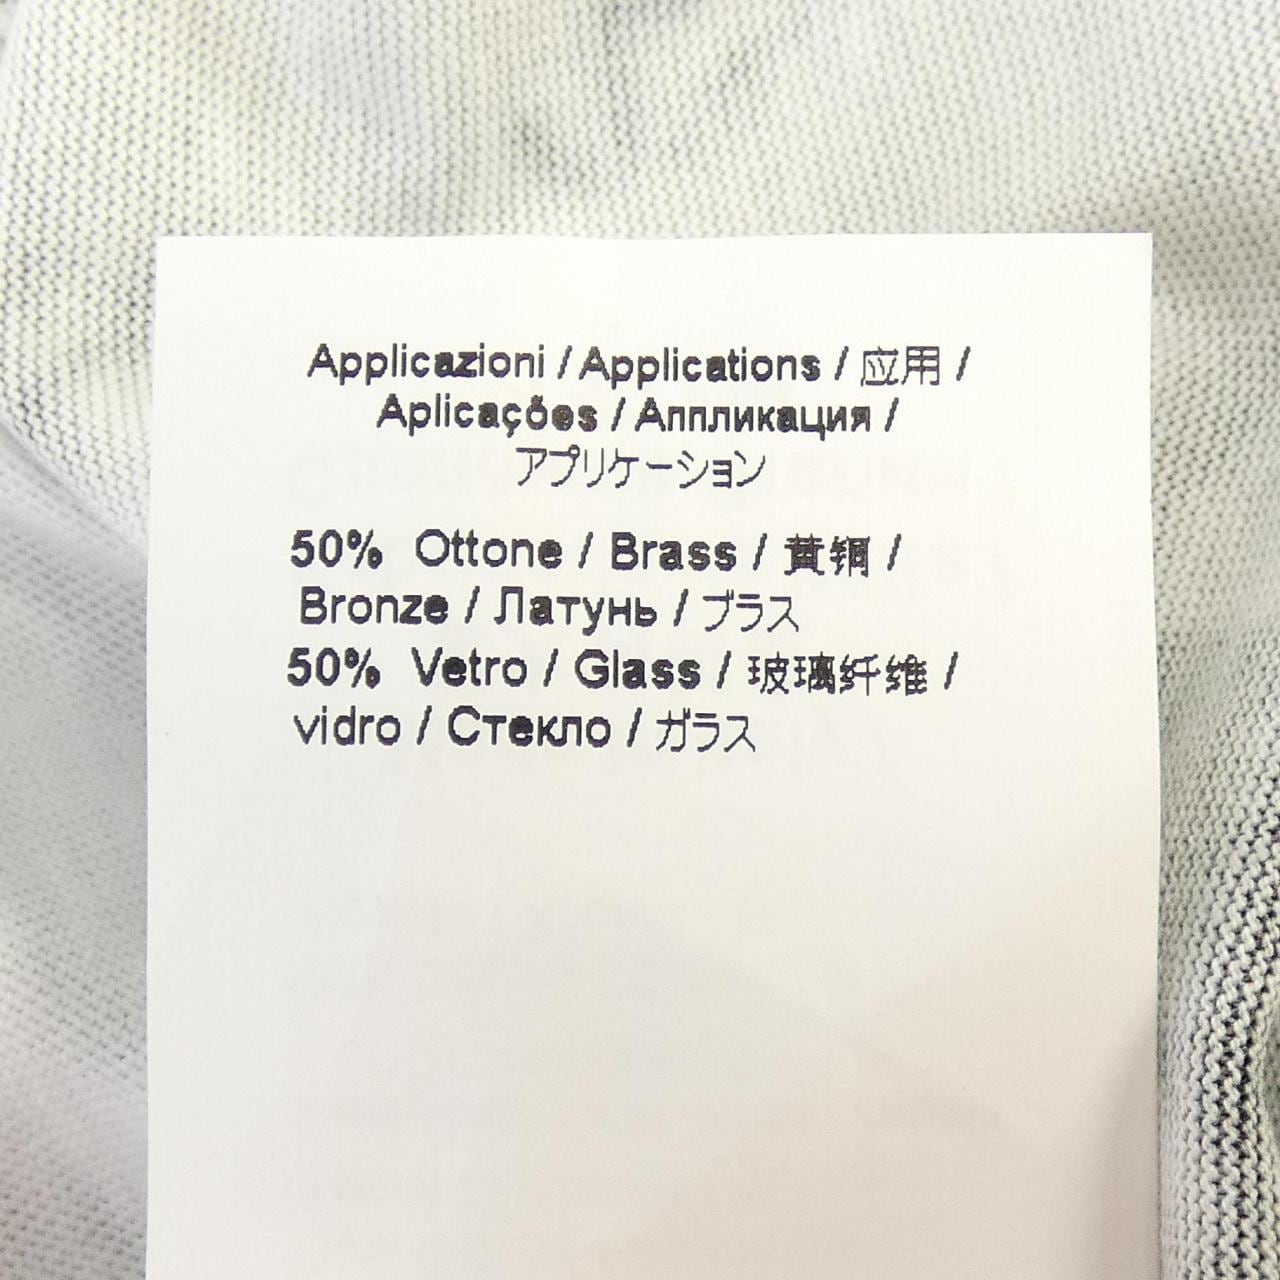 Applicazioni / Applications / 应用 /
Aplicações / Аппликация /
アプリケーション
50% Ottone / Brass / 黄铜 /
Bronze / Латунь / ブラス
50% Vetro / Glass / 玻璃纤维 /
vidro / Стекло / ガラス